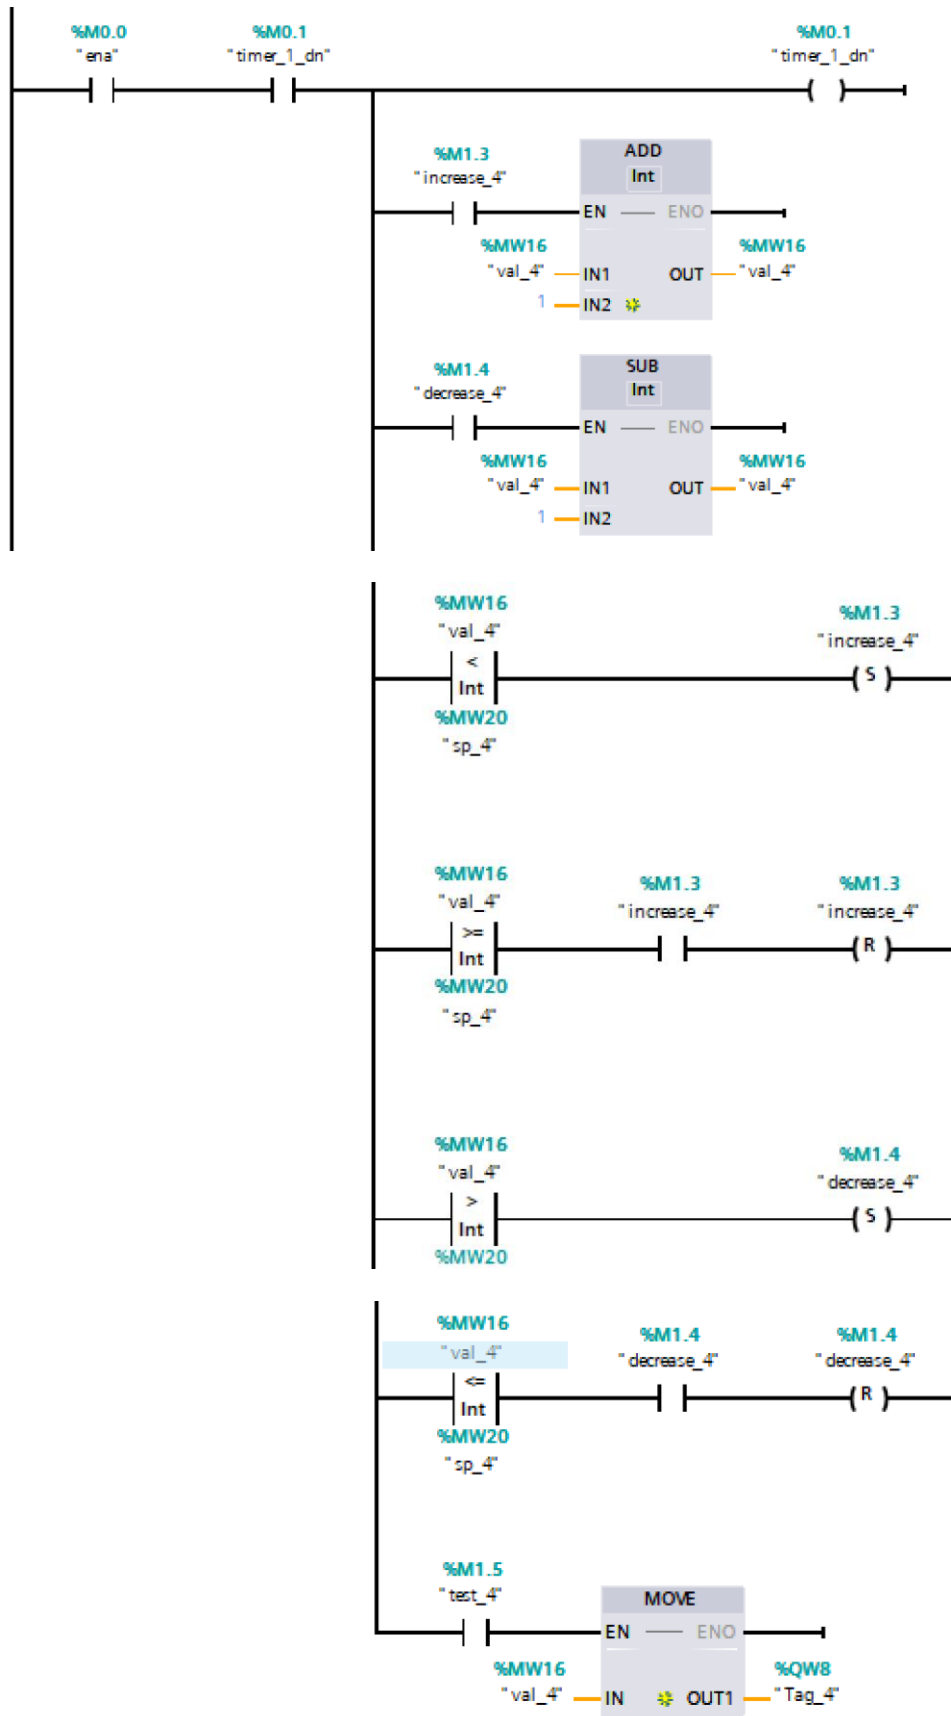 %M0.0 %M0.1 %M0.1
"ena" "timer_1_dn" "timer_1_dn"
ADD
%M1.3 Int
"increase_4"
EN ENO
%MW16 %MW16
"val_4" IN1 OUT "val_4"
1 IN2
SUB
%M1.4 Int
"decrease_4"
EN ENO
%MW16 %MW16
"val_4" IN1 OUT "val_4"
1 IN2
%MW16 %M1.3
"val_4" "increase_4"
< S
Int
%MW20
"sp_4"
%MW16 %M1.3 %M1.3
"val_4" "increase_4" "increase_4"
>= R
Int
%MW20
"sp_4"
%MW16 %M1.4
"val_4" "decrease_4"
> S
Int
%MW20
%MW16 %M1.4 %M1.4
"val_4" "decrease_4" "decrease_4"
<= R
Int
%MW20
"sp_4"
%M1.5
"test_4" MOVE
EN ENO
%MW16 %QW8
"val_4" IN OUT1 "Tag_4"